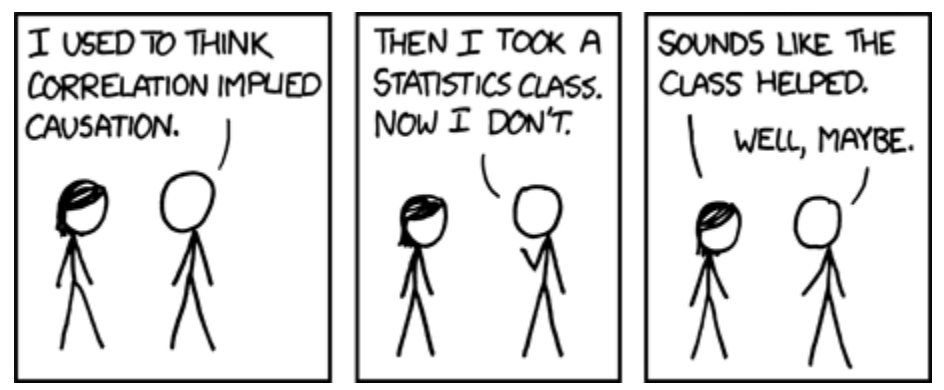 I USED TO THINK
CORRELATION IMPLIED
CAUSATION.
THEN I TOOK A
STATISTICS CLASS.
NOW I DON'T.
SOUNDS LIKE THE
CLASS HELPED.
WELL, MAYBE.